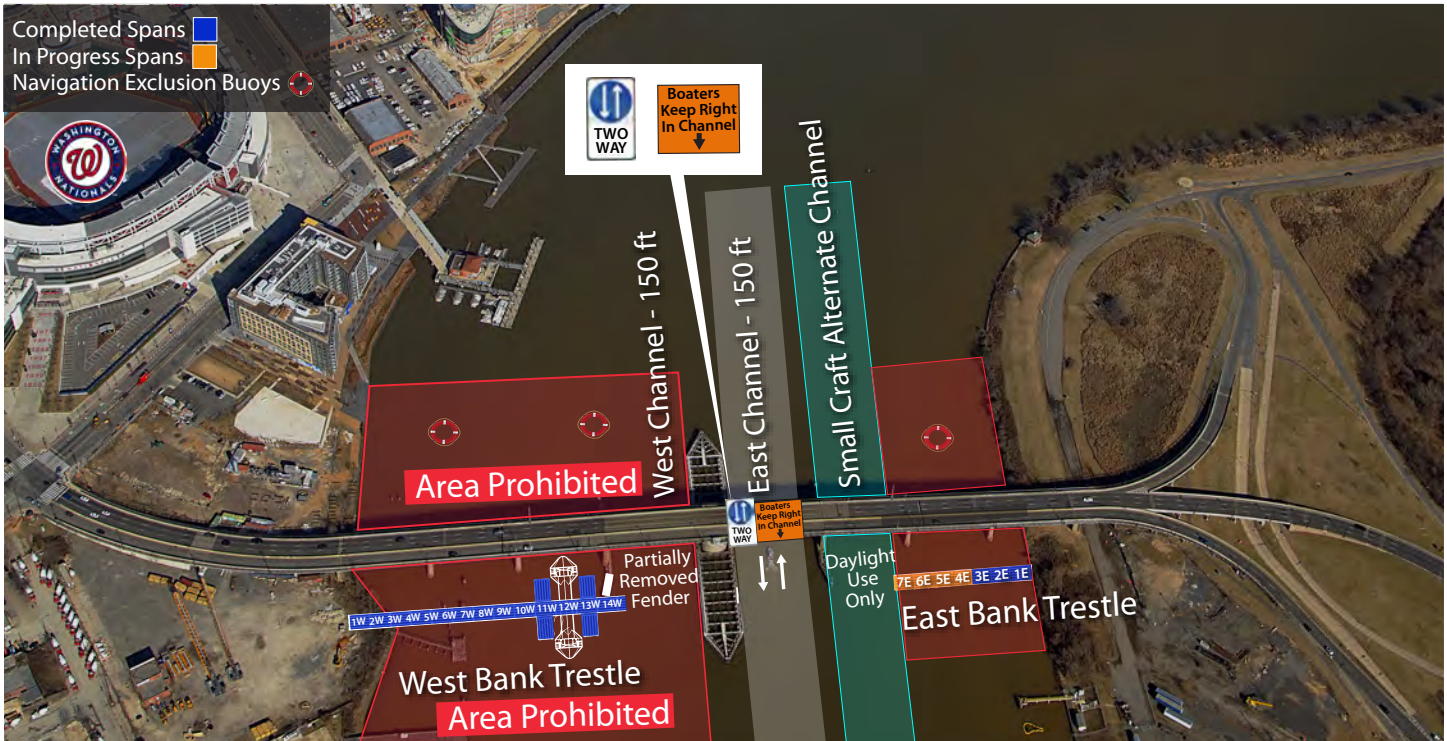 Completed Spans
In Progress Spans
Navigation Exclusion Buoys
WASHINGTON
W
NATIONALS
TWO
WAY
Boaters
Keep Right
In Channel
West Channel - 150 ft
East Channel - 150 ft
Small Craft Alternate Channel
Area Prohibited
TWO
WAY
Boaters
Keep Right
In Channel
Partially
Removed
Fender
Daylight
Use
Only
1W 2W 3W 4W 5W 6W 7W 8W 9W 10W 11W 12W 13W 14W
7E 6E 5E 4E 3E 2E 1E
East Bank Trestle
West Bank Trestle
Area Prohibited